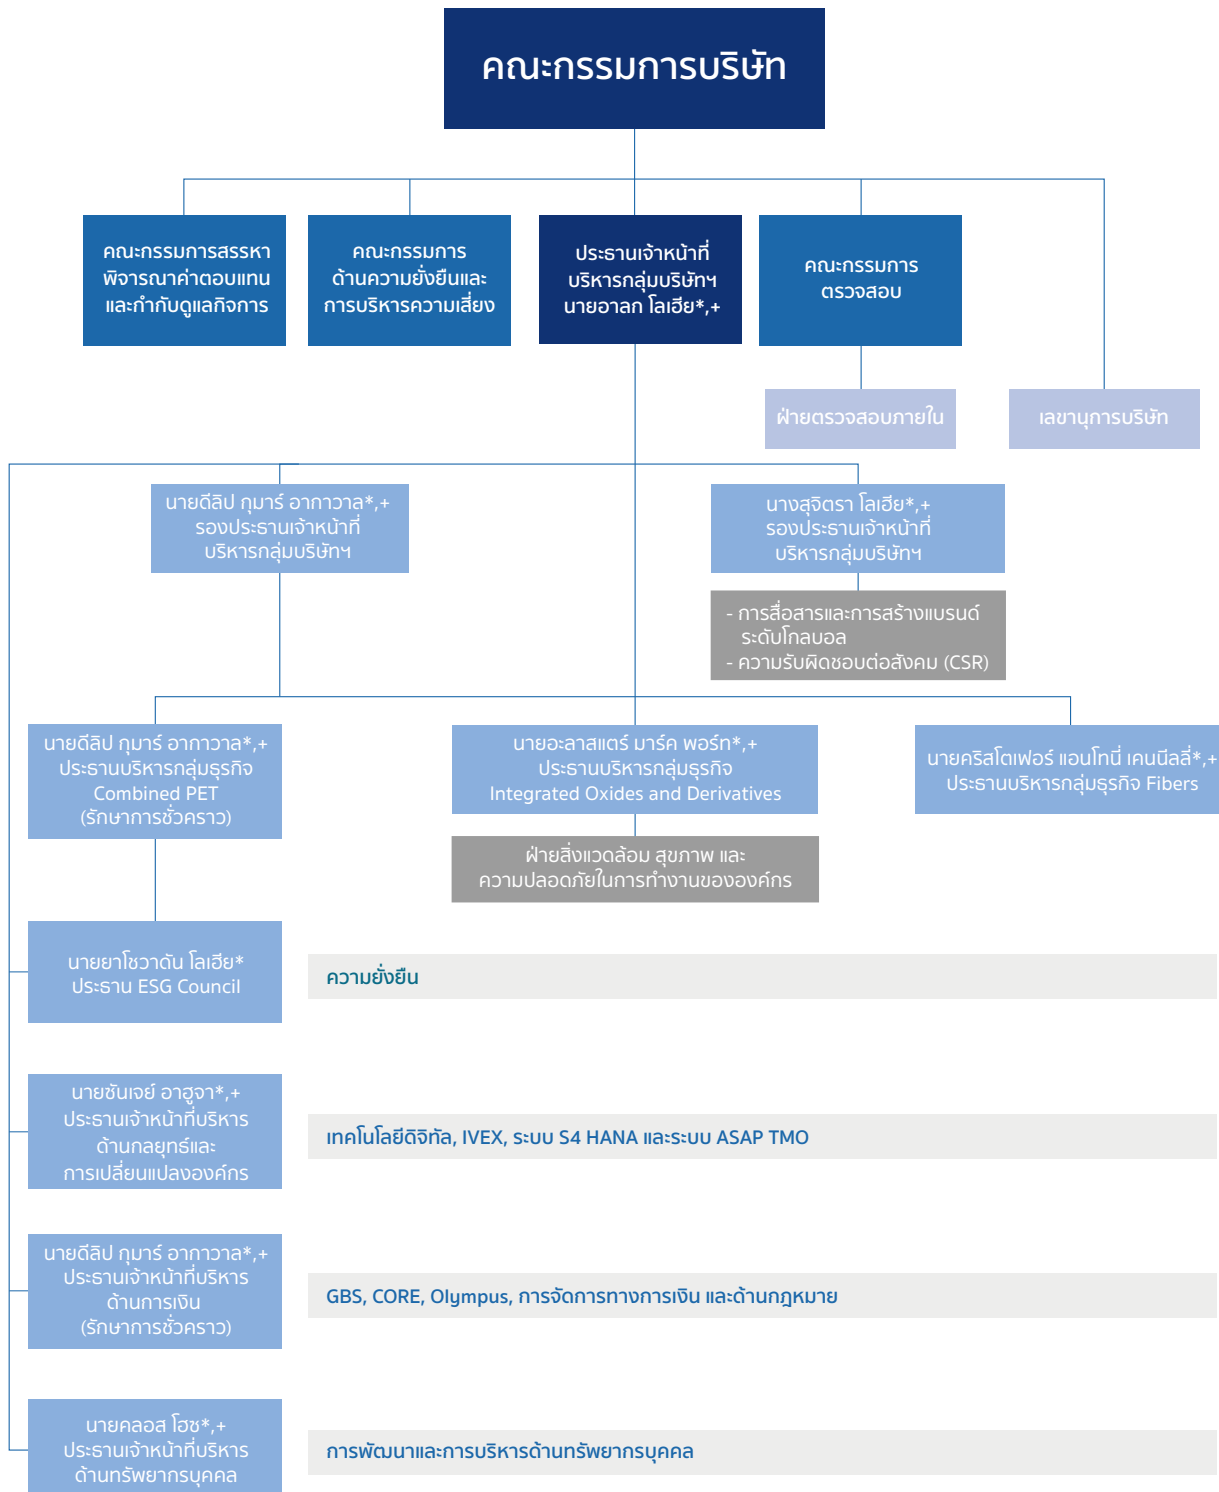 คณะกรรมการบริษัท
คณะกรรมการสรรหา
พิจารณาค่าตอบแทน
และกำกับดูแลกิจการ
คณะกรรมการ
ด้านความยั่งยืนและ
การบริหารความเสี่ยง
ประธานเจ้าหน้าที่
บริหารกลุ่มบริษัทฯ
นายอาลก โลเฮีย*,+
คณะกรรมการ
ตรวจสอบ
ฝ่ายตรวจสอบภายใน
เลขานุการบริษัท
นายดีลิป กุมาร์ อากาวาล*,+
รองประธานเจ้าหน้าที่
บริหารกลุ่มบริษัทฯ
นางสุจิตรา โลเฮีย*,+
รองประธานเจ้าหน้าที่
บริหารกลุ่มบริษัทฯ
- การสื่อสารและการสร้างแบรนด์
ระดับโกลบอล
- ความรับผิดชอบต่อสังคม (CSR)
นายดีลิป กุมาร์ อากาวาล*,+
ประธานบริหารกลุ่มธุรกิจ
Combined PET
(รักษาการชั่วคราว)
นายอะลาสแตร์ มาร์ค พอร์ท*,+
ประธานบริหารกลุ่มธุรกิจ
Integrated Oxides and Derivatives
นายคริสโตเฟอร์ แอนโทนี่ เคนนีลลี่*,+
ประธานบริหารกลุ่มธุรกิจ Fibers
ฝ่ายสิ่งแวดล้อม สุขภาพ และ
ความปลอดภัยในการทำงานขององค์กร
นายยาโชวาดัน โลเฮีย*
ประธาน ESG Council
ความยั่งยืน
นายซันเจย์ อาฮูจา*,+
ประธานเจ้าหน้าที่บริหาร
ด้านกลยุทธ์และ
การเปลี่ยนแปลงองค์กร
เทคโนโลยีดิจิทัล, IVEX, ระบบ S4 HANA และระบบ ASAP TMO
นายดีลิป กุมาร์ อากาวาล*,+
ประธานเจ้าหน้าที่บริหาร
ด้านการเงิน
(รักษาการชั่วคราว)
GBS, CORE, Olympus, การจัดการทางการเงิน และด้านกฎหมาย
นายคลอส โฮซ*,+
ประธานเจ้าหน้าที่บริหาร
ด้านทรัพยากรบุคคล
การพัฒนาและการบริหารด้านทรัพยากรบุคคล